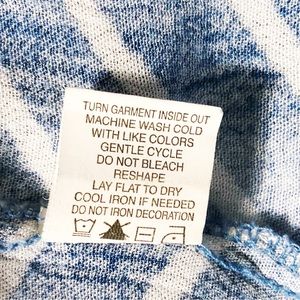 TURN GARMENT INSIDE OUT
MACHINE WASH COLD
WITH LIKE COLORS
GENTLE CYCLE
DO NOT BLEACH
RESHAPE
LAY FLAT TO DRY
COOL IRON IF NEEDED
DO NOT IRON DECORATION